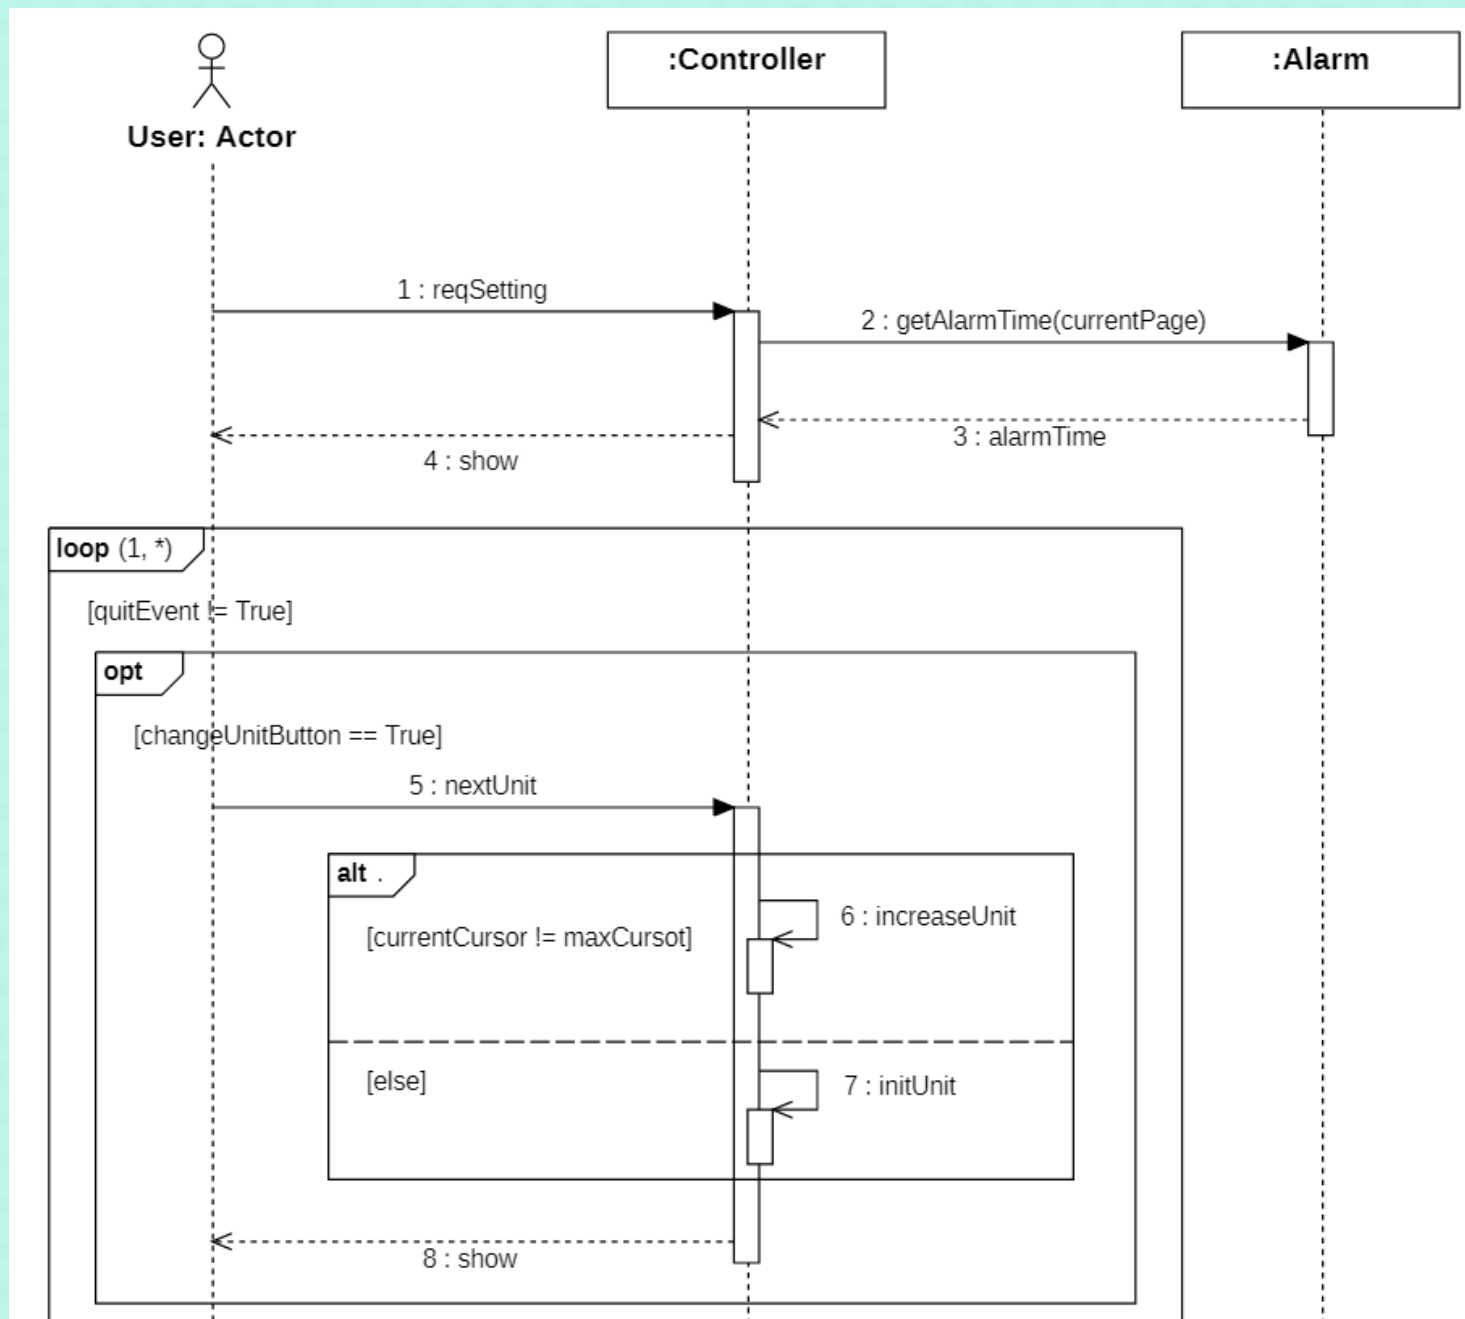 :Controller
:Alarm
User: Actor
1 : reqSetting
2 : getAlarmTime(currentPage)
3 : alarmTime
4 : show
loop (1, *)
[quitEvent != True]
opt
[changeUnitButton == True]
5 : nextUnit
alt .
6 : increaseUnit
[currentCursor != maxCursot]
[else]
7 : initUnit
8 : show